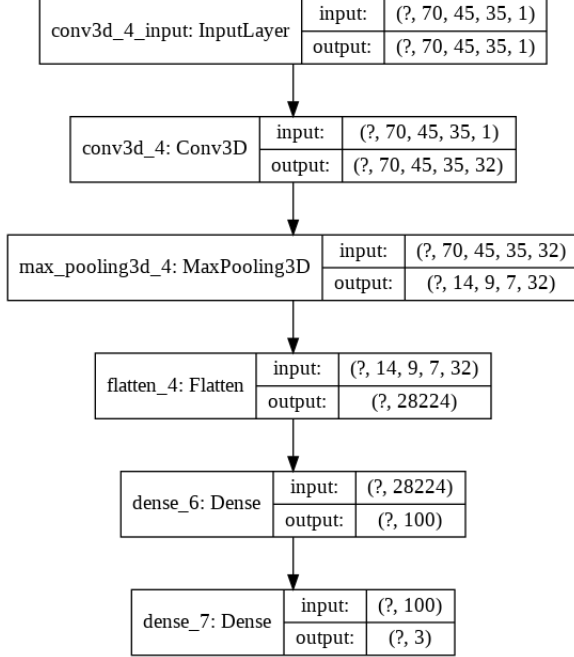 conv3d_4_input: InputLayer
input: (?, 70, 45, 35, 1)
output: (?, 70, 45, 35, 1)
conv3d_4: Conv3D
input: (?, 70, 45, 35, 1)
output: (?, 70, 45, 35, 32)
max_pooling3d_4: MaxPooling3D
input: (?, 70, 45, 35, 32)
output: (?, 14, 9, 7, 32)
flatten_4: Flatten
input: (?, 14, 9, 7, 32)
output: (?, 28224)
dense_6: Dense
input: (?, 28224)
output: (?, 100)
dense_7: Dense
input: (?, 100)
output: (?, 3)